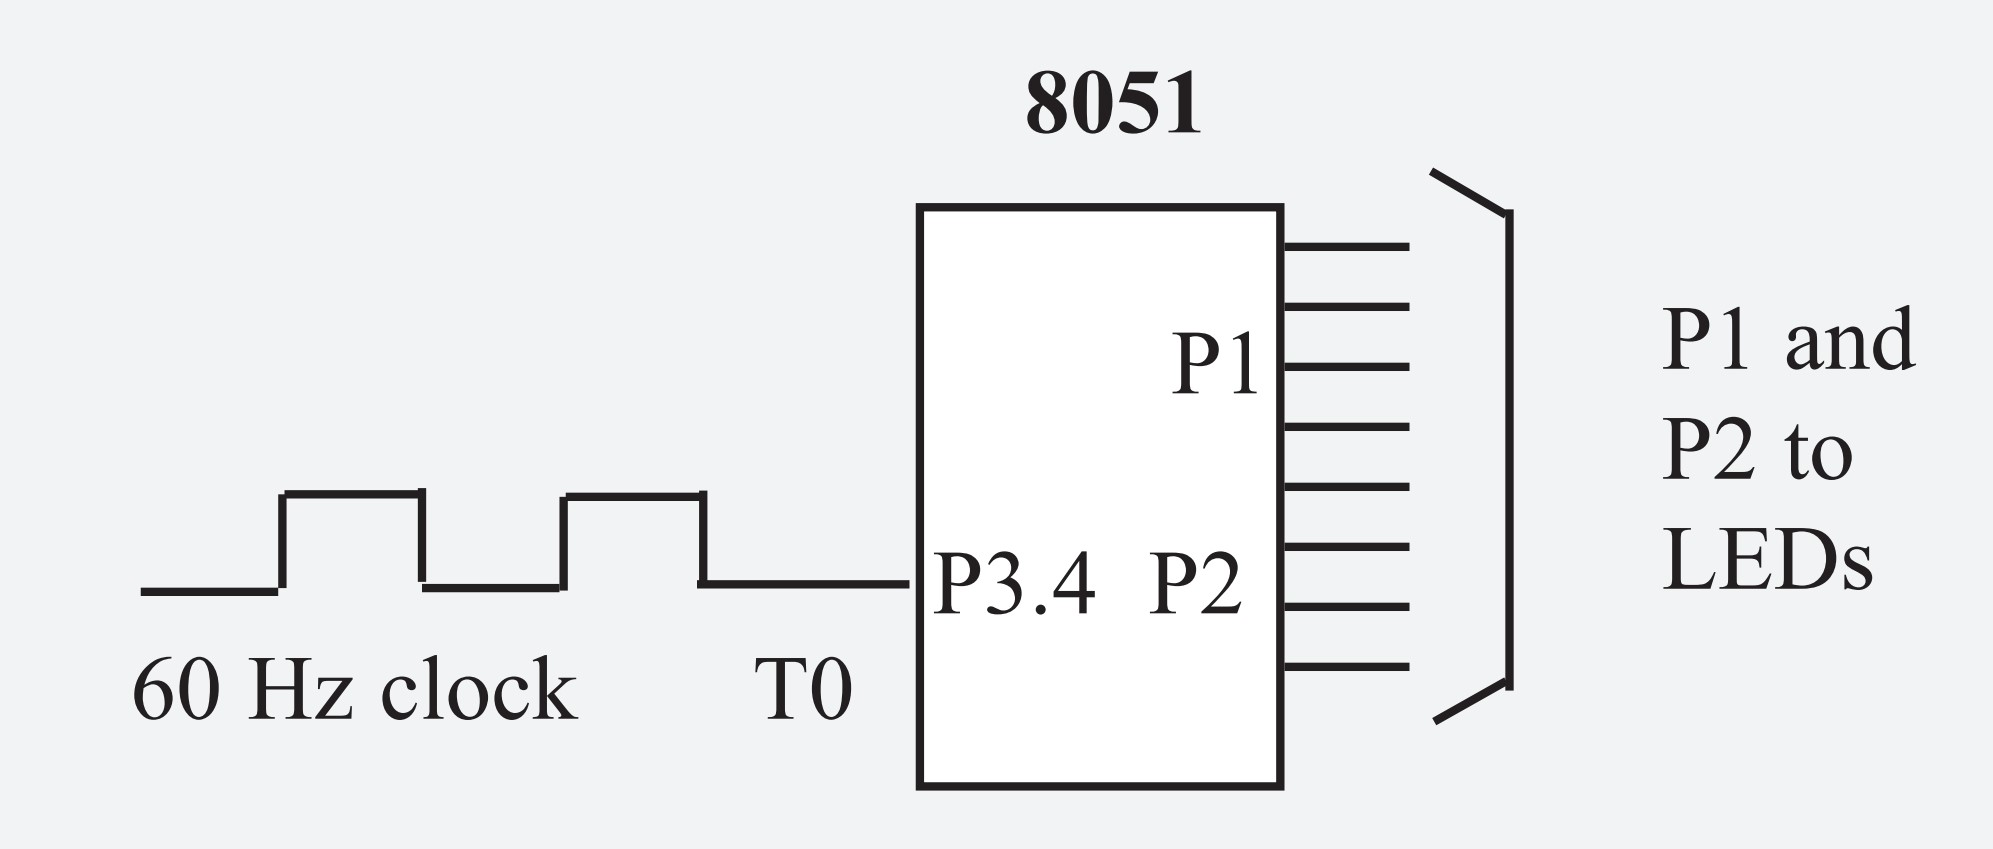 8051
P1
P3.4 P2
60 Hz clock
T0
P1 and
P2 to
LEDs